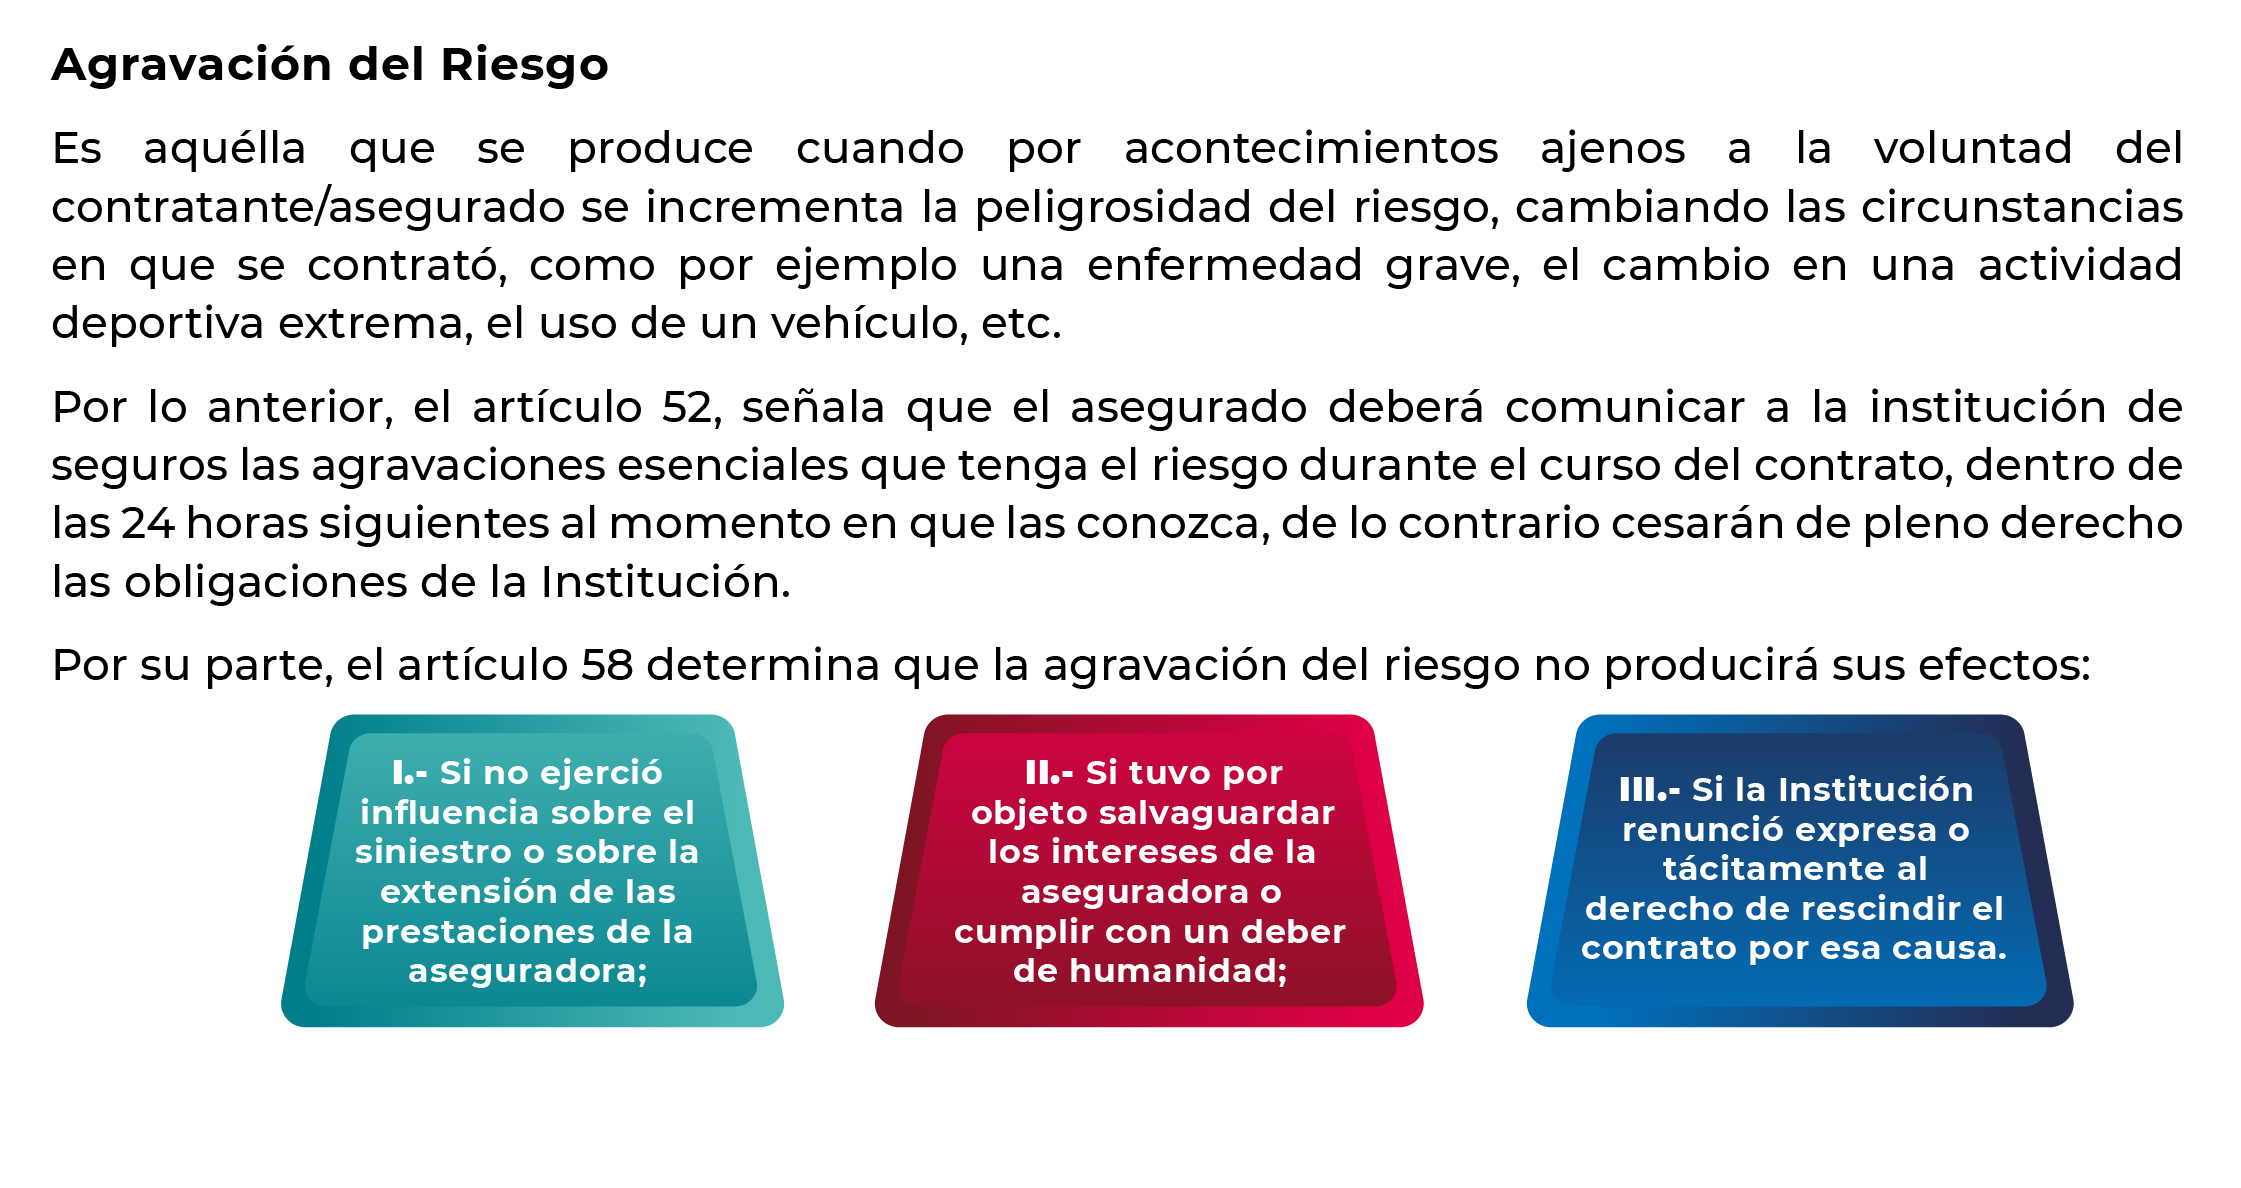 Agravación del Riesgo
Es aquélla que se produce cuando por acontecimientos ajenos a la voluntad del
contratante/asegurado se incrementa la peligrosidad del riesgo, cambiando las circunstancias
en que se contrató, como por ejemplo una enfermedad grave, el cambio en una actividad
deportiva extrema, el uso de un vehículo, etc.
Por lo anterior, el artículo 52, señala que el asegurado deberá comunicar a la institución de
seguros las agravaciones esenciales que tenga el riesgo durante el curso del contrato, dentro de
las 24 horas siguientes al momento en que las conozca, de lo contrario cesarán de pleno derecho
las obligaciones de la Institución.
Por su parte, el artículo 58 determina que la agravación del riesgo no producirá sus efectos:
I.- Si no ejerció
influencia sobre el
siniestro o sobre la
extensión de las
prestaciones de la
aseguradora;
II.- Si tuvo por
objeto salvaguardar
los intereses de la
aseguradora o
cumplir con un deber
de humanidad;
III.- Si la Institución
renunció expresa o
tácitamente al
derecho de rescindir el
contrato por esa causa.